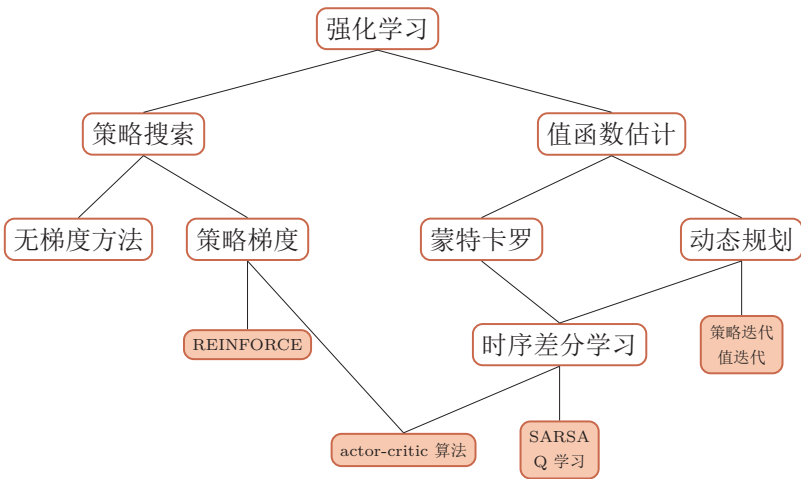 强化学习
策略搜索
值函数估计
无梯度方法
策略梯度
蒙特卡罗
动态规划
REINFORCE
时序差分学习
策略迭代
值迭代
actor-critic 算法
SARSA
Q 学习